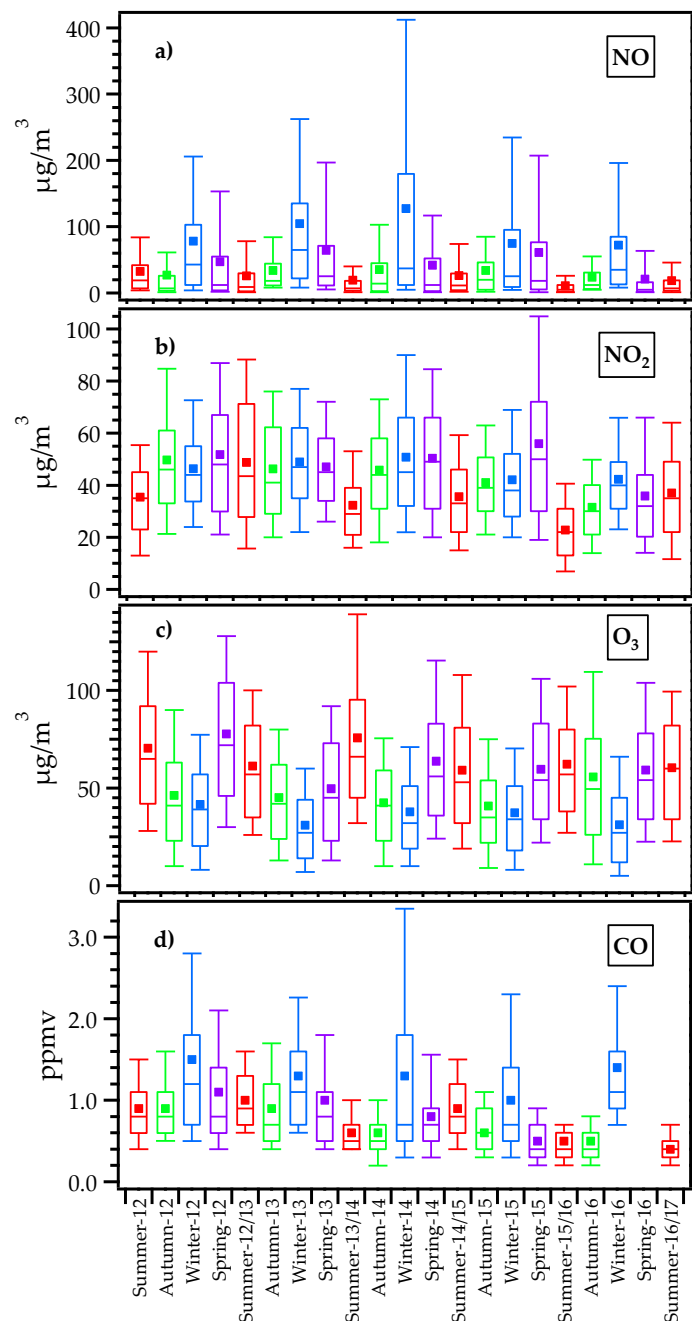 400
300
200
100
0
µg/m³
a)
NO
100
80
60
40
20
0
µg/m³
b)
NO₂
100
50
0
µg/m³
c)
O₃
3.0
2.0
1.0
0.0
ppmv
d)
CO
Summer-12
Autumn-12
Winter-12
Spring-12
Summer-12/13
Autumn-13
Winter-13
Spring-13
Summer-13/14
Autumn-14
Winter-14
Spring-14
Summer-14/15
Autumn-15
Winter-15
Spring-15
Summer-15/16
Autumn-16
Winter-16
Spring-16
Summer-16/17